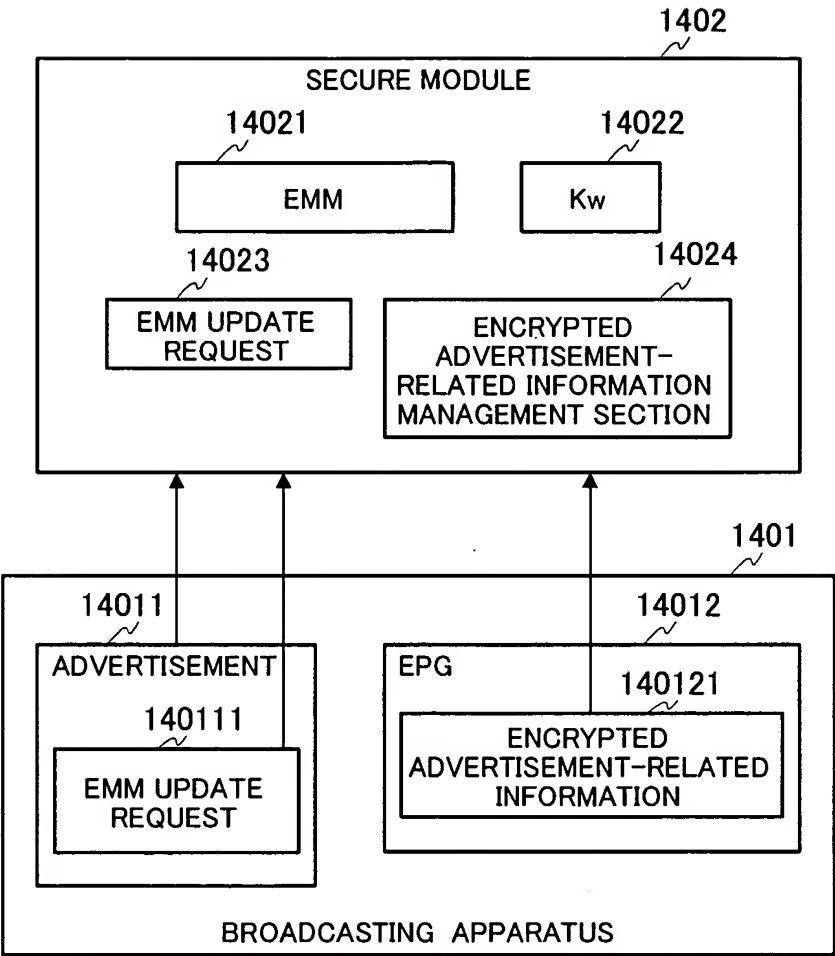 1402
SECURE MODULE
14021
14022
EMM
Kw
14023
14024
EMM UPDATE
REQUEST
ENCRYPTED
ADVERTISEMENT-
RELATED INFORMATION
MANAGEMENT SECTION
1401
14011
14012
ADVERTISEMENT
EPG
140111
140121
EMM UPDATE
REQUEST
ENCRYPTED
ADVERTISEMENT-RELATED
INFORMATION
BROADCASTING APPARATUS